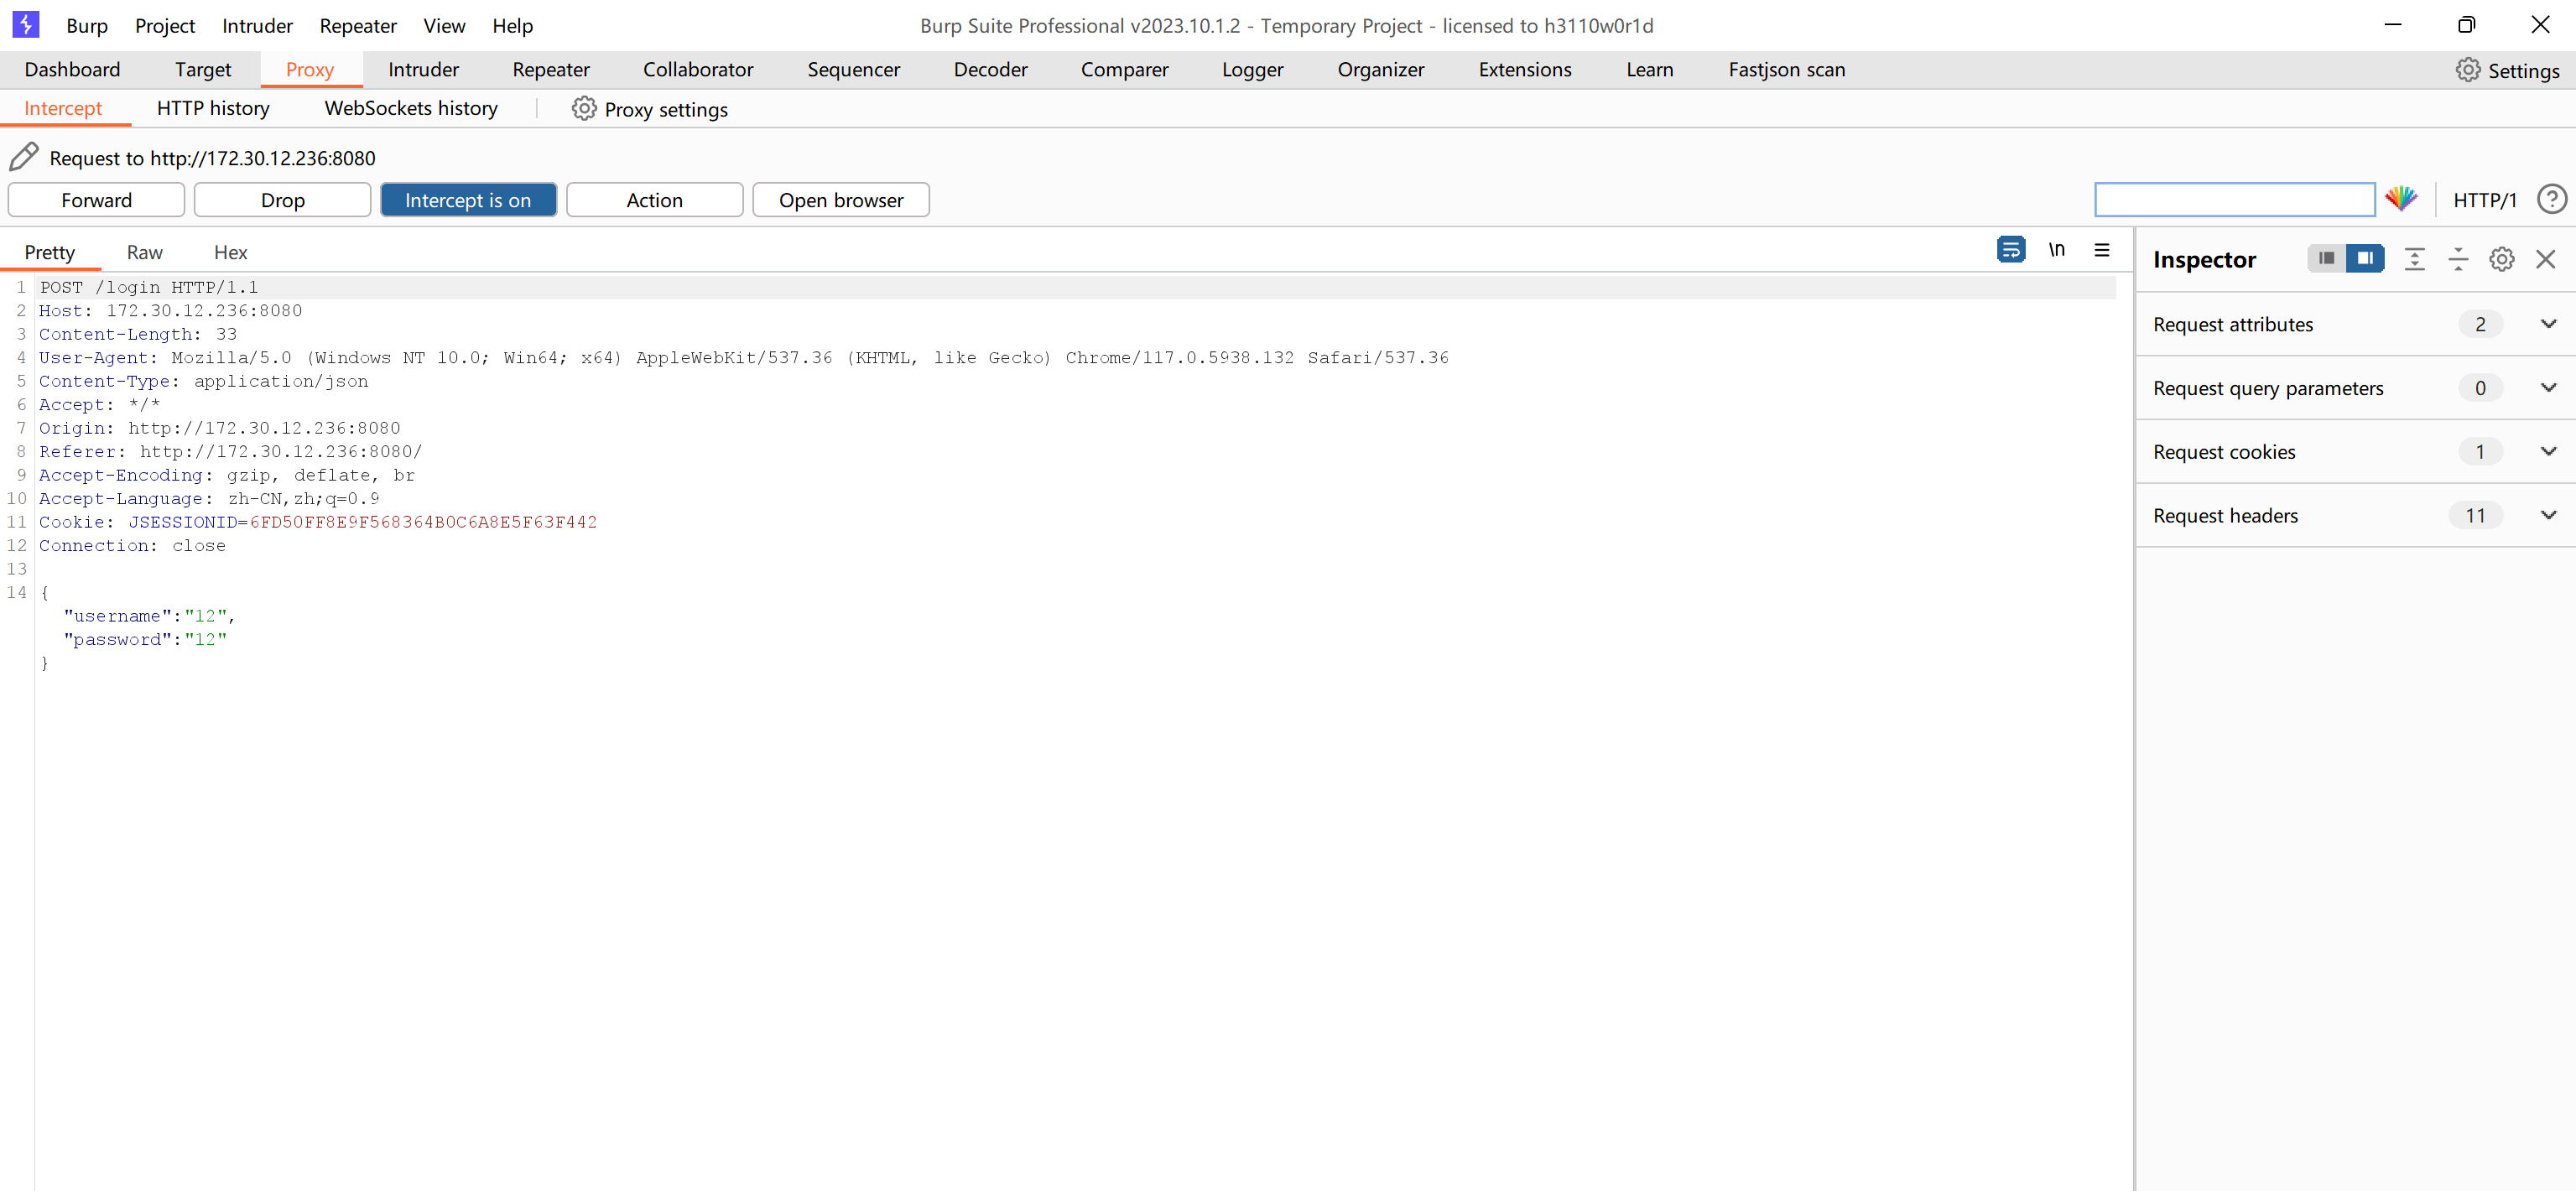 Burp Project Intruder Repeater View Help Burp Suite Professional v2023.10.1.2 - Temporary Project - licensed to h3110w0r1d
Dashboard Target Proxy Intruder Repeater Collaborator Sequencer Decoder Comparer Logger Organizer Extensions Learn Fastjson scan Settings
Intercept HTTP history WebSockets history Proxy settings
Request to http://172.30.12.236:8080
Forward Drop Intercept is on Action Open browser HTTP/1 ?
Pretty Raw Hex \n
1 POST /login HTTP/1.1
2 Host: 172.30.12.236:8080
3 Content-Length: 33
4 User-Agent: Mozilla/5.0 (Windows NT 10.0; Win64; x64) AppleWebKit/537.36 (KHTML, like Gecko) Chrome/117.0.5938.132 Safari/537.36
5 Content-Type: application/json
6 Accept: */*
7 Origin: http://172.30.12.236:8080
8 Referer: http://172.30.12.236:8080/
9 Accept-Encoding: gzip, deflate, br
10 Accept-Language: zh-CN,zh;q=0.9
11 Cookie: JSESSIONID=6FD50FF8E9F568364B0C6A8E5F63F442
12 Connection: close
13
14 {
"username":"12",
"password":"12"
}
Inspector
Request attributes 2
Request query parameters 0
Request cookies 1
Request headers 11